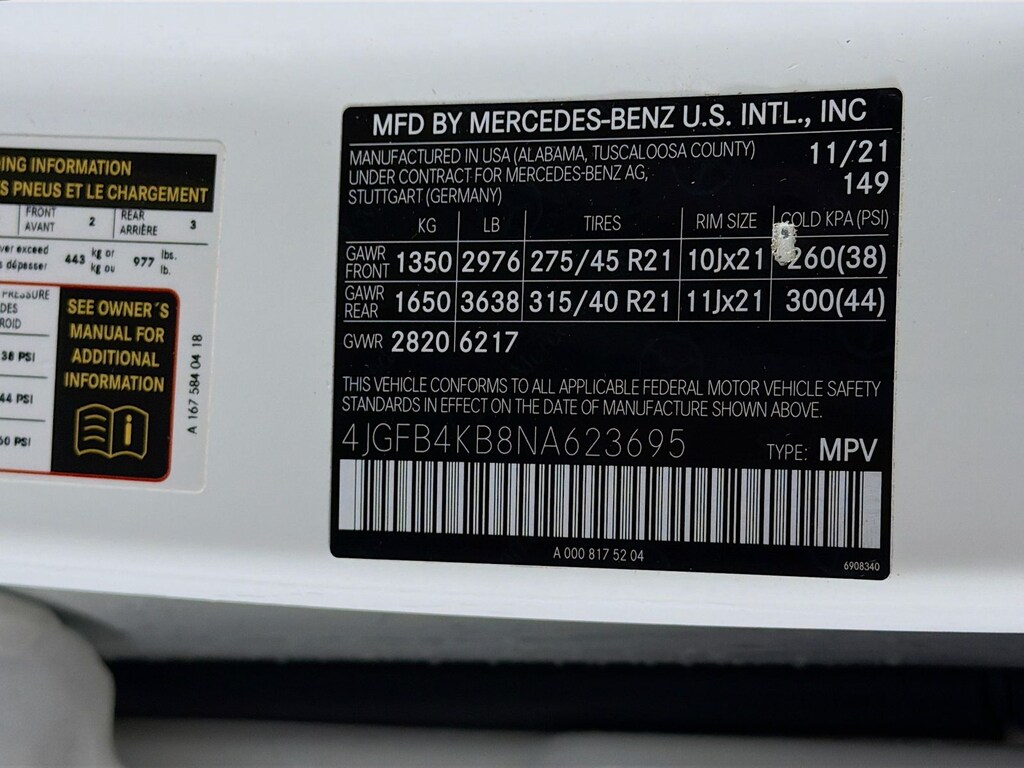 ING INFORMATION
S PNEUS ET LE CHARGEMENT
FRONT
AVANT 2 REAR
ARRIÈRE 3
ver exceed
s dépasser 443 kg or
kg ou 977 lbs.
lb.
PRESSURE
DES
ROID
38 PSI
44 PSI
60 PSI
SEE OWNER´S
MANUAL FOR
ADDITIONAL
INFORMATION
A 167 584 04 18
MFD BY MERCEDES-BENZ U.S. INTL., INC
MANUFACTURED IN USA (ALABAMA, TUSCALOOSA COUNTY) 11/21
UNDER CONTRACT FOR MERCEDES-BENZ AG, 149
STUTTGART (GERMANY)
KG LB TIRES RIM SIZE COLD KPA (PSI)
GAWR
FRONT 1350 2976 275/45 R21 10Jx21 260(38)
GAWR
REAR 1650 3638 315/40 R21 11Jx21 300(44)
GVWR 2820 6217
THIS VEHICLE CONFORMS TO ALL APPLICABLE FEDERAL MOTOR VEHICLE SAFETY
STANDARDS IN EFFECT ON THE DATE OF MANUFACTURE SHOWN ABOVE.
4JGFB4KB8NA623695 TYPE: MPV
A 000 817 52 04
6908340